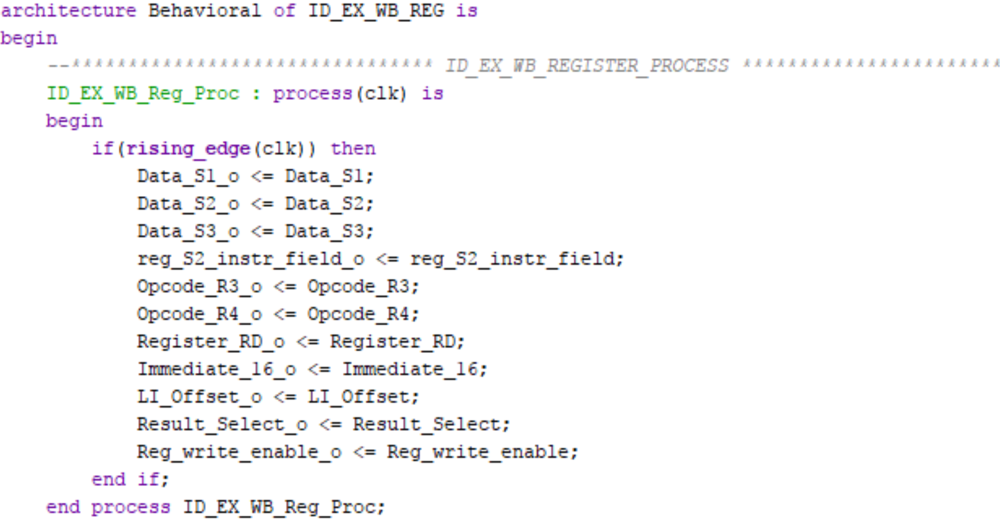 architecture Behavioral of ID_EX_WB_REG is
begin
--******************************** ID_EX_WB_REGISTER_PROCESS ***********************
ID_EX_WB_Reg_Proc : process(clk) is
begin
if(rising_edge(clk)) then
Data_S1_o <= Data_S1;
Data_S2_o <= Data_S2;
Data_S3_o <= Data_S3;
reg_S2_instr_field_o <= reg_S2_instr_field;
Opcode_R3_o <= Opcode_R3;
Opcode_R4_o <= Opcode_R4;
Register_RD_o <= Register_RD;
Immediate_16_o <= Immediate_16;
LI_Offset_o <= LI_Offset;
Result_Select_o <= Result_Select;
Reg_write_enable_o <= Reg_write_enable;
end if;
end process ID_EX_WB_Reg_Proc;